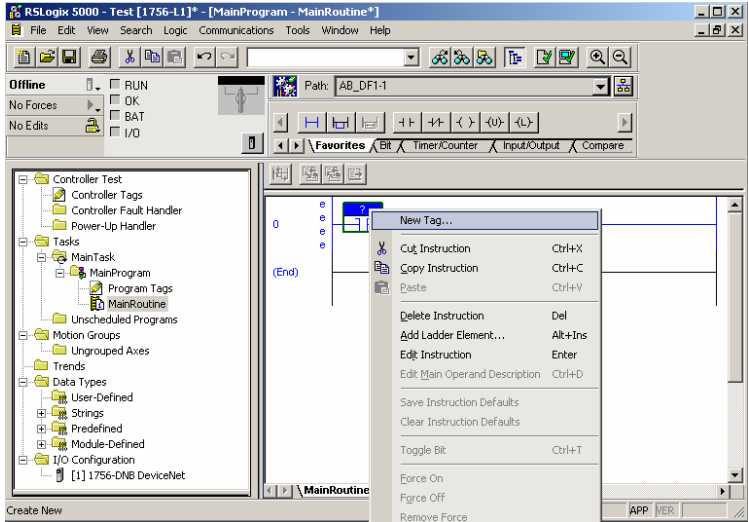 RSLogix 5000 - Test [1756-L1]* - [MainProgram - MainRoutine*]
File Edit View Search Logic Communications Tools Window Help
Offline
No Forces
No Edits
RUN
OK
BAT
I/O
Path: AB_DF1-1
Favorites Bit Timer/Counter Input/Output Compare
Controller Test
Controller Tags
Controller Fault Handler
Power-Up Handler
Tasks
MainTask
MainProgram
Program Tags
MainRoutine
Unscheduled Programs
Motion Groups
Ungrouped Axes
Trends
Data Types
User-Defined
Strings
Predefined
Module-Defined
I/O Configuration
[1] 1756-DNB DeviceNet
e
e
e
e
0
?
(End)
New Tag...
Cut Instruction Ctrl+X
Copy Instruction Ctrl+C
Paste Ctrl+V
Delete Instruction Del
Add Ladder Element... Alt+Ins
Edit Instruction Enter
Edit Main Operand Description Ctrl+D
Save Instruction Defaults
Clear Instruction Defaults
Toggle Bit Ctrl+T
Force On
Force Off
Remove Force
MainRoutine
Create New
APP VER